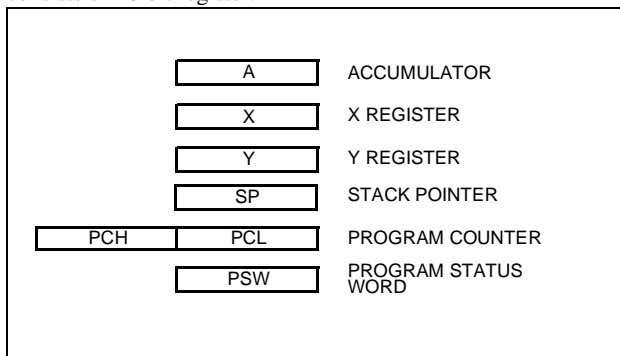 A ACCUMULATOR
X X REGISTER
Y Y REGISTER
SP STACK POINTER
PCH PCL PROGRAM COUNTER
PSW PROGRAM STATUS
WORD